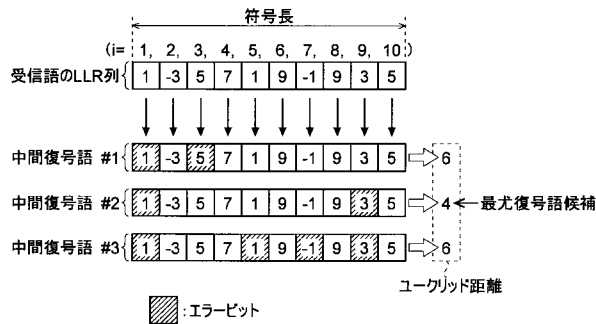 符号長
(i= 1, 2, 3, 4, 5, 6, 7, 8, 9, 10 )
受信語のLLR列 1 -3 5 7 1 9 -1 9 3 5
中間復号語 #1 1 -3 5 7 1 9 -1 9 3 5 6
中間復号語 #2 1 -3 5 7 1 9 -1 9 3 5 4 最尤復号語候補
中間復号語 #3 1 -3 5 7 1 9 -1 9 3 5 6
ユークリッド距離
:エラービット